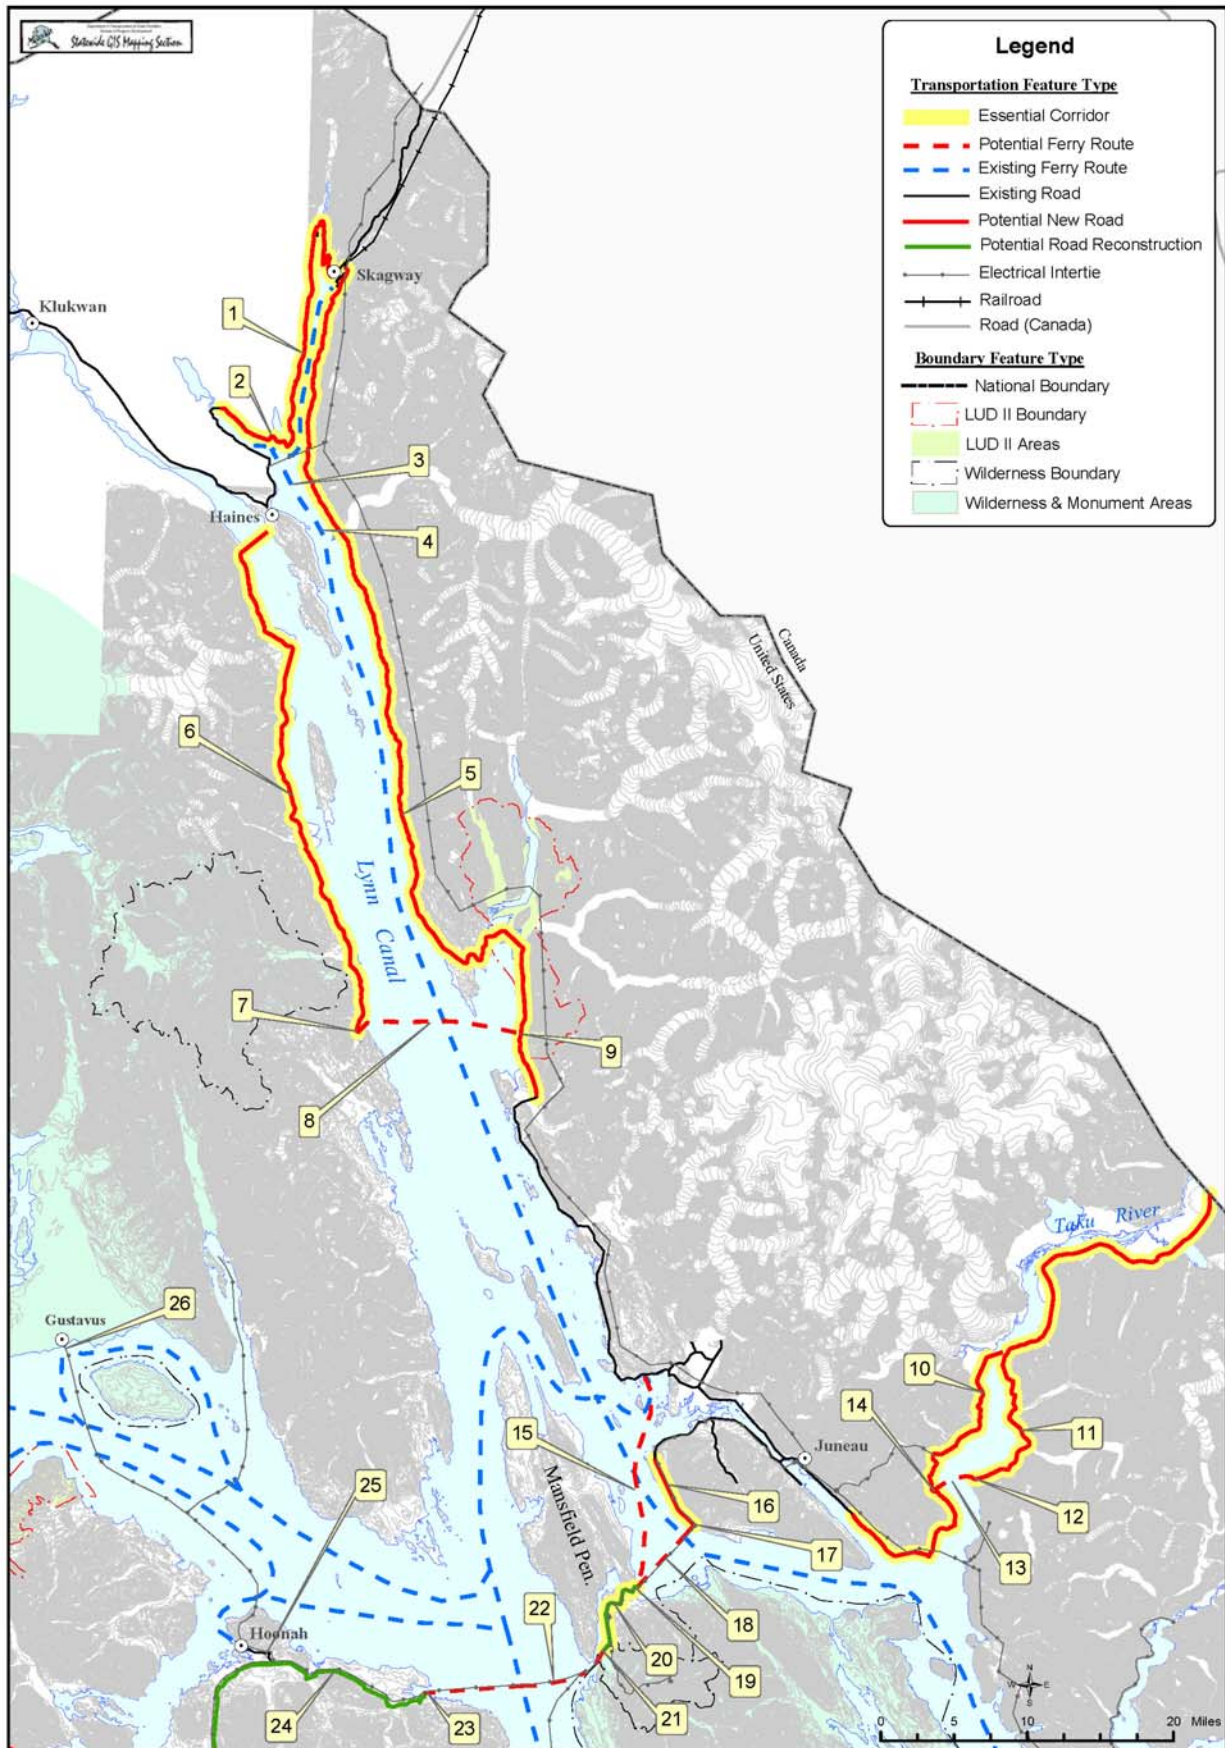 Statewide GIS Mapping Section
Legend
Transportation Feature Type
Essential Corridor
Potential Ferry Route
Existing Ferry Route
Existing Road
Potential New Road
Potential Road Reconstruction
Electrical Intertie
Railroad
Road (Canada)
Boundary Feature Type
National Boundary
LUD II Boundary
LUD II Areas
Wilderness Boundary
Wilderness & Monument Areas
Skagway
Klukwan
1
2
3
Haines
4
Canada
United States
6
5
Lynn Canal
7
9
8
Taku River
26
Gustavus
10
14
11
15
Juneau
25
16
12
Mansfield Pen.
17
13
22
18
Hoonah
20
19
24
23
21
N
W E
S
0 5 10 20 Miles